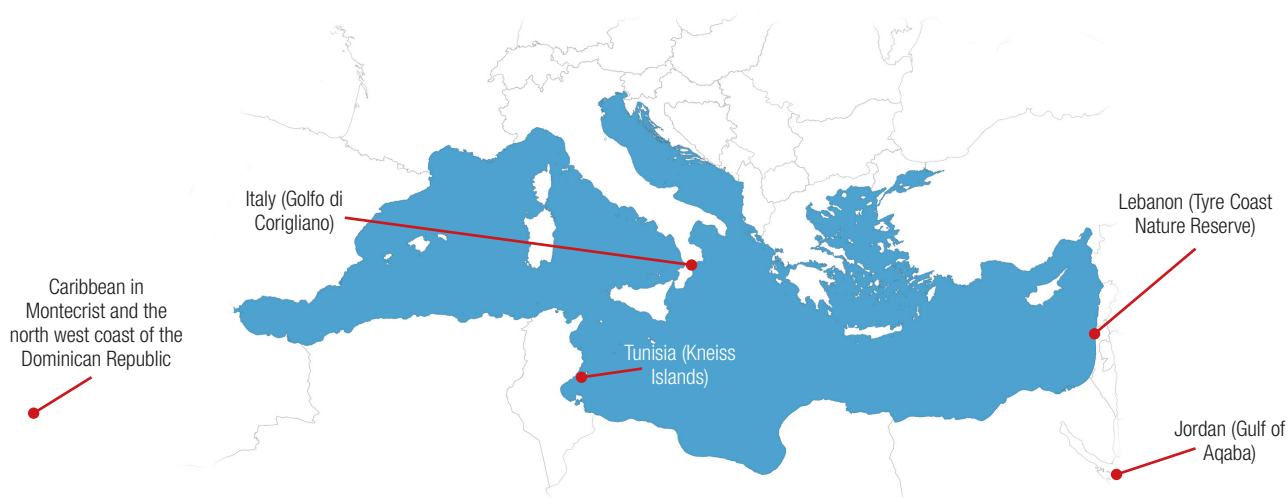 Italy (Golfo di
Corigliano)
Lebanon (Tyre Coast
Nature Reserve)
Caribbean in
Montecrist and the
north west coast of the
Dominican Republic
Tunisia (Kneiss
Islands)
Jordan (Gulf of
Aqaba)